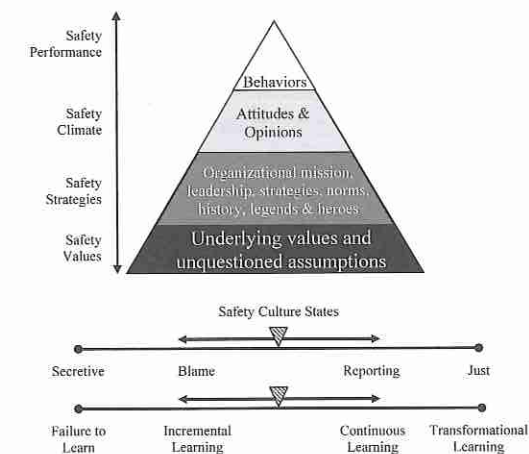 Safety
Performance
Behaviors
Safety
Climate
Attitudes &
Opinions
Safety
Strategies
Organizational mission,
leadership, strategies, norms,
history, legends & heroes
Safety
Values
Underlying values and
unquestioned assumptions
Safety Culture States
Secretive Blame Reporting Just
Failure to Incremental Continuous Transformational
Learn Learning Learning Learning